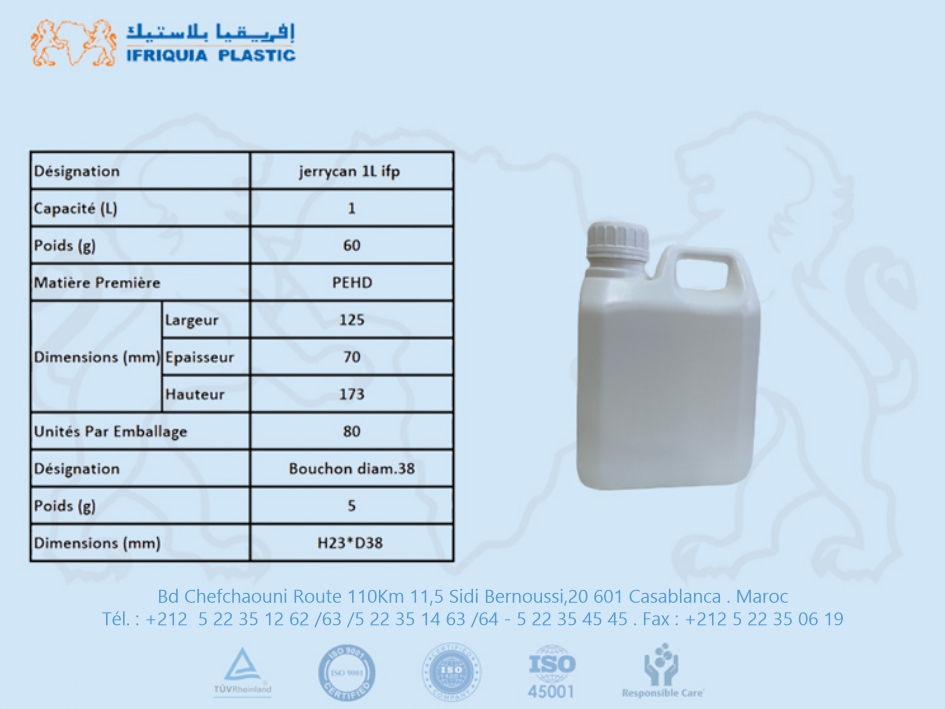 إفريقيا بلاستيك
IFRIQUIA PLASTIC
Désignation jerrycan 1L ifp
Capacité (L) 1
Poids (g) 60
Matière Première PEHD
Dimensions (mm) Largeur 125
Epaisseur 70
Hauteur 173
Unités Par Emballage 80
Désignation Bouchon diam.38
Poids (g) 5
Dimensions (mm) H23*D38
Bd Chefchaouni Route 110Km 11,5 Sidi Bernoussi,20 601 Casablanca . Maroc
Tél. : +212 5 22 35 12 62 /63 /5 22 35 14 63 /64 - 5 22 35 45 45 . Fax : +212 5 22 35 06 19
TÜVRheinland
ISO 9001
ISO 9001
CERTIFIED
CERTIFIED
ISO
COMPANY
ISO
45001
Responsible Care